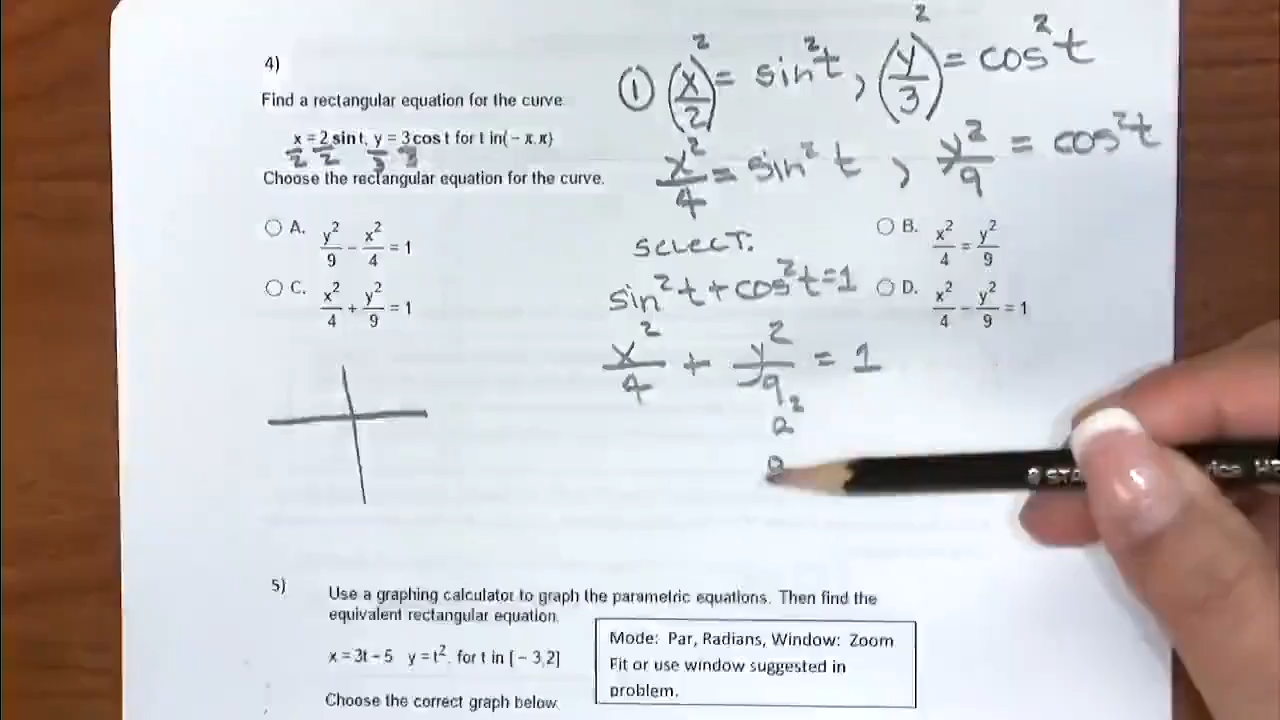 4)
Find a rectangular equation for the curve.
x = 2 sin t, y = 3 cos t for t in(− π, π)
2 2 3 3
Choose the rectangular equation for the curve.
A. y²/9 − x²/4 = 1
B. x²/4 = y²/9
C. x²/4 + y²/9 = 1
D. x²/4 − y²/9 = 1
① (x/2)² = sin²t, (y/3)² = cos²t
x²/4 = sin²t, y²/9 = cos²t
SELECT:
sin²t + cos²t = 1
x²/4 + y²/9 = 1
a²
a
5)
Use a graphing calculator to graph the parametric equations. Then find the
equivalent rectangular equation.
x = 3t − 5 y = t², for t in [− 3,2]
Choose the correct graph below.
Mode: Par, Radians, Window: Zoom
Fit or use window suggested in
problem.